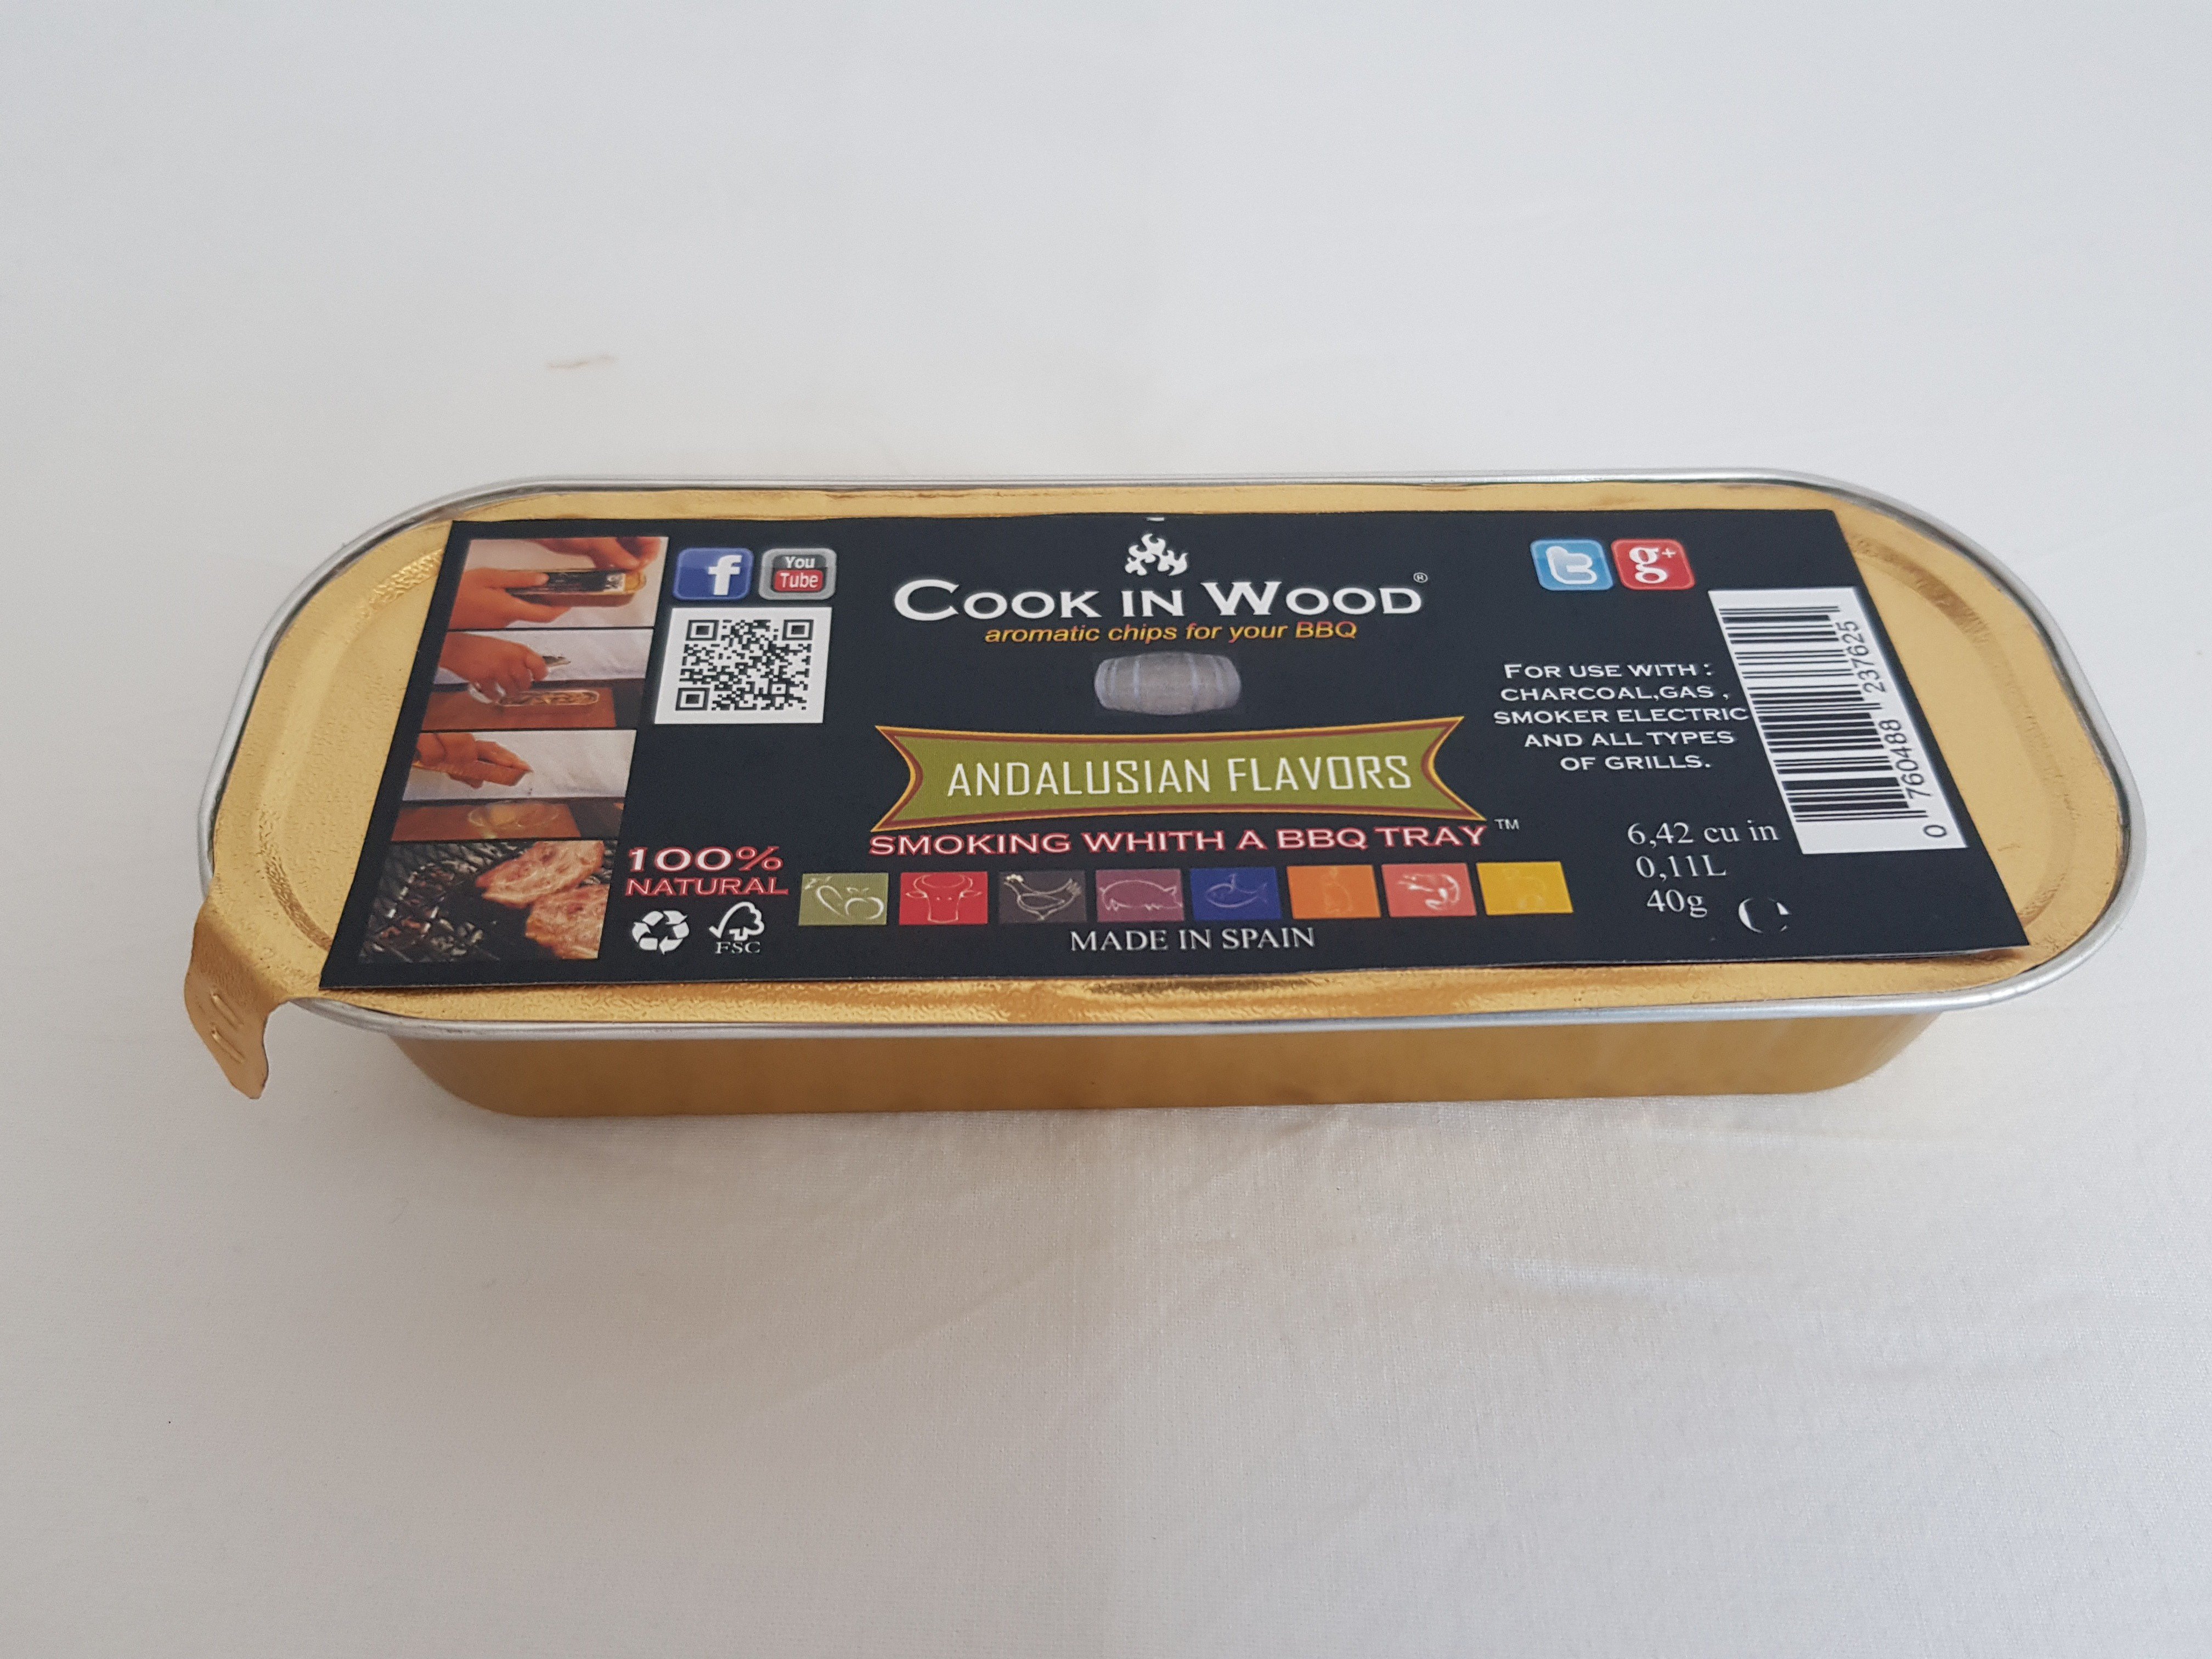 f
You
Tube
COOK IN WOOD®
aromatic chips for your BBQ
t
g+
FOR USE WITH :
CHARCOAL,GAS ,
SMOKER ELECTRIC
AND ALL TYPES
OF GRILLS.
0 760488 237625
ANDALUSIAN FLAVORS
SMOKING WHITH A BBQ TRAY™
100%
NATURAL
FSC
MADE IN SPAIN
6,42 cu in
0,11L
40g